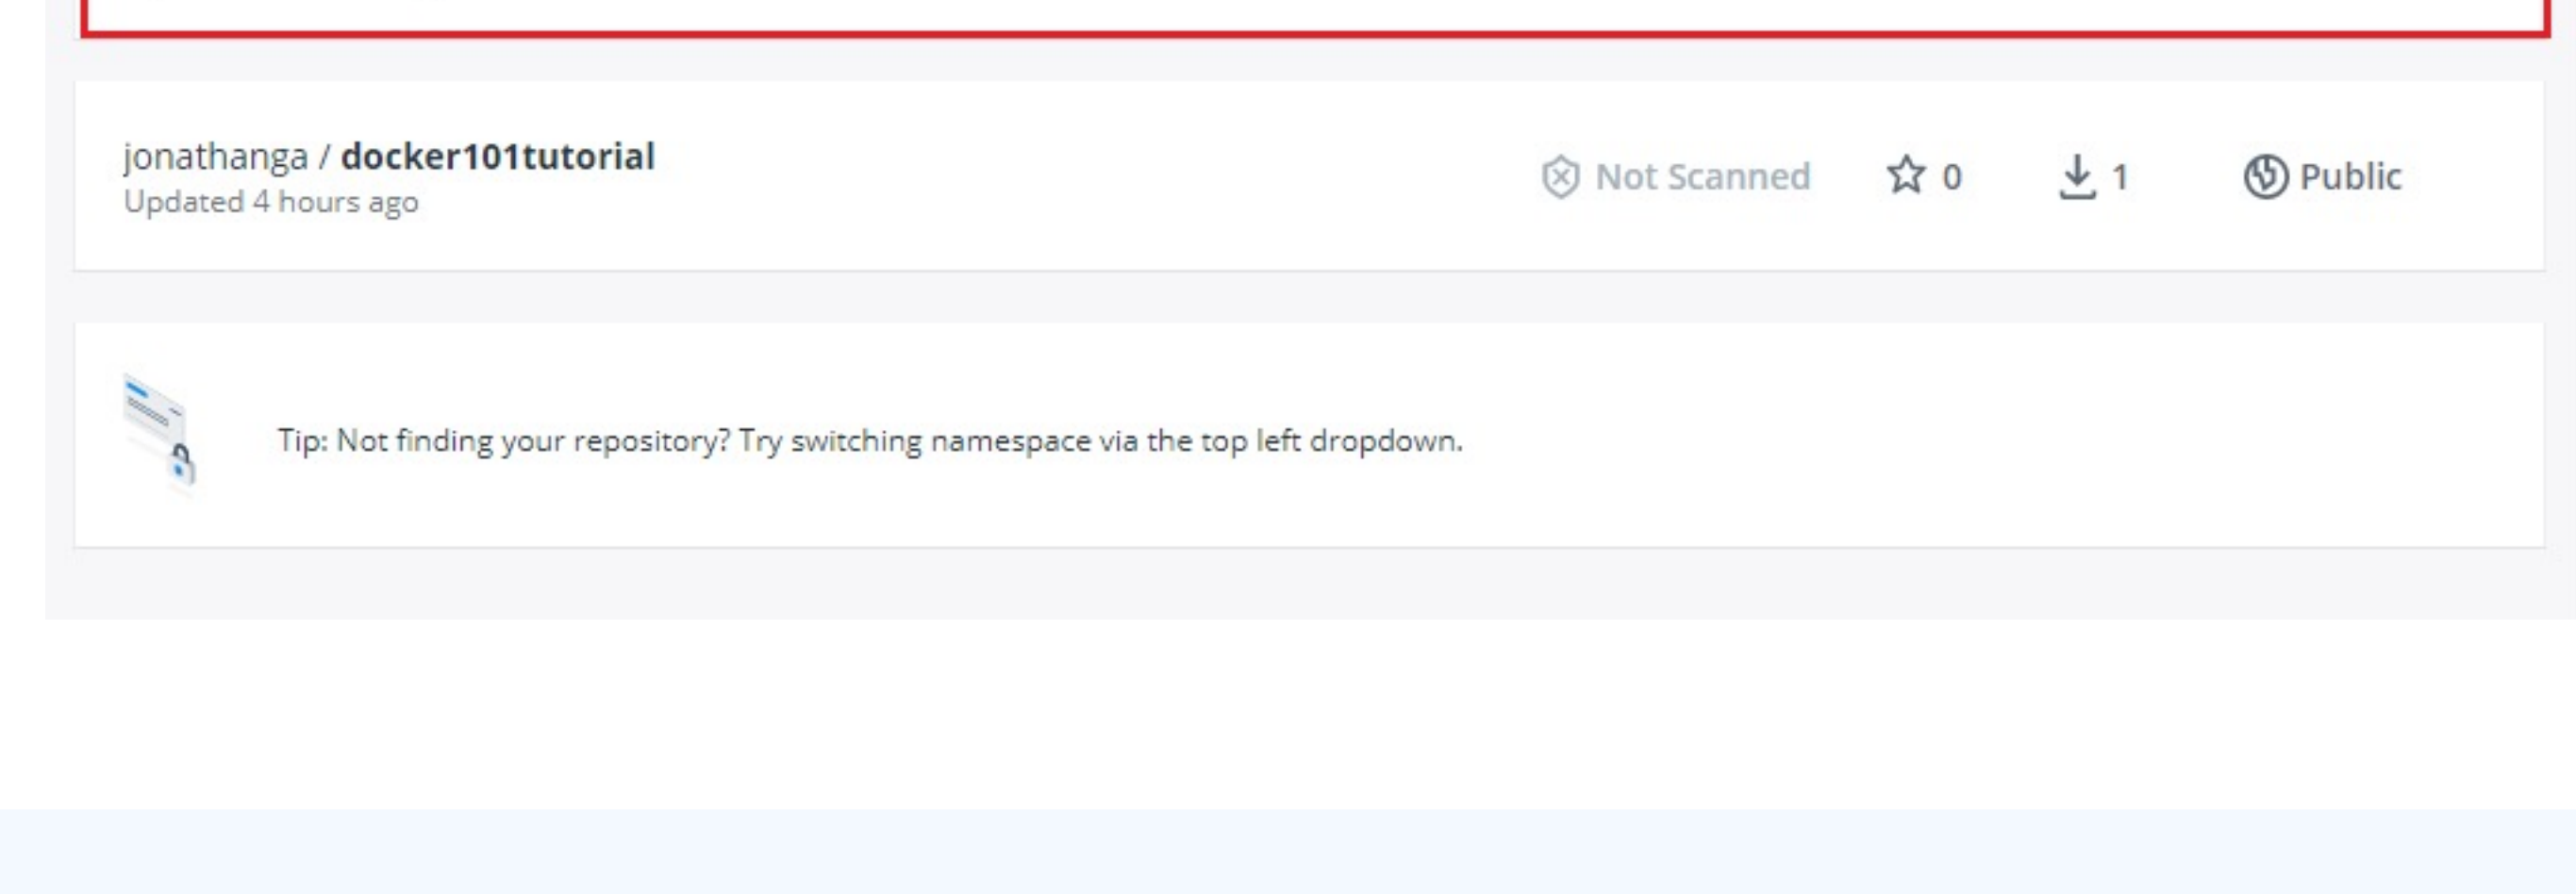 jonathanga / docker101tutorial
Updated 4 hours ago
Not Scanned
0
1
Public
Tip: Not finding your repository? Try switching namespace via the top left dropdown.